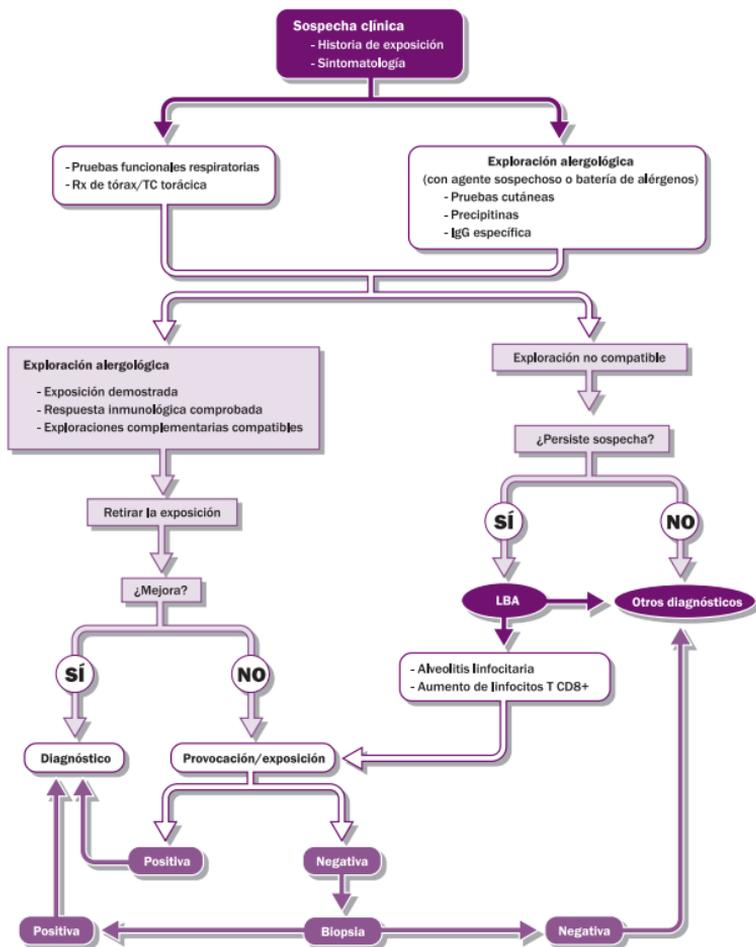 Sospecha clínica
- Historia de exposición
- Sintomatología
- Pruebas funcionales respiratorias
- Rx de tórax/TC torácica
Exploración alergológica
(con agente sospechoso o batería de alérgenos)
- Pruebas cutáneas
- Precipitinas
- IgG específica
Exploración alergológica
- Exposición demostrada
- Respuesta inmunológica comprobada
- Exploraciones complementarias compatibles
Exploración no compatible
¿Persiste sospecha?
Retirar la exposición
SÍ
NO
¿Mejora?
LBA
Otros diagnósticos
SÍ
NO
- Alveolitis linfocitaria
- Aumento de linfocitos T CD8+
Diagnóstico
Provocación/exposición
Positiva
Negativa
Positiva
Biopsia
Negativa